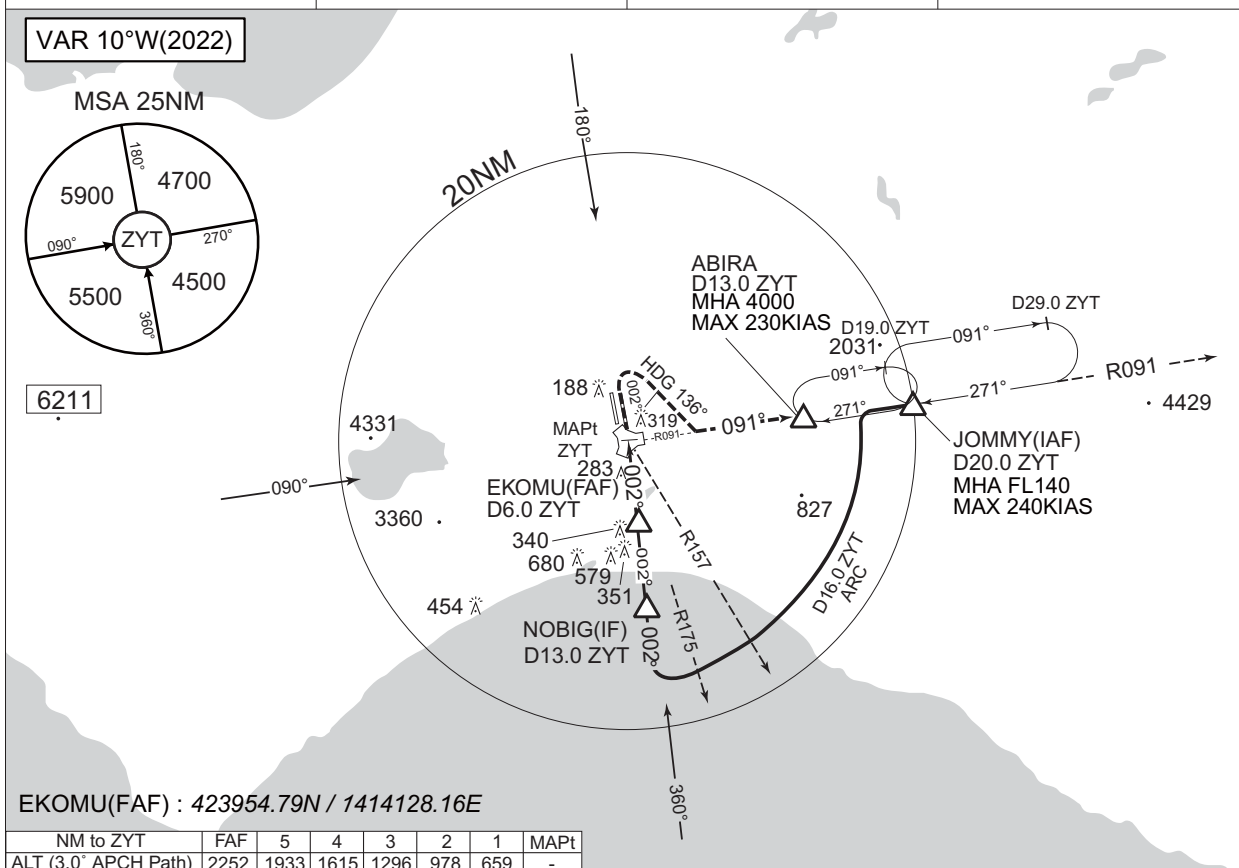 VAR 10°W(2022)
MSA 25NM
180°
5900
4700
090°
ZYT
270°
5500
4500
360°
6211
20NM
180°
ABIRA
D13.0 ZYT
MHA 4000
MAX 230KIAS
D19.0 ZYT
2031
D29.0 ZYT
091°
091°
271°
271°
R091
4429
188
002°
HDG 136°
319
MAPt
ZYT
R091
091°
4331
090°
283
002°
EKOMU(FAF)
D6.0 ZYT
JOMMY(IAF)
D20.0 ZYT
MHA FL140
MAX 240KIAS
3360
340
680
579
351
002°
R157
827
D16.0 ZYT
ARC
454
NOBIG(IF)
D13.0 ZYT
002°
R175
360°
EKOMU(FAF) : 423954.79N / 1414128.16E
NM to ZYT FAF 5 4 3 2 1 MAPt
ALT (3.0° APCH Path) 2252 1933 1615 1296 978 659 -